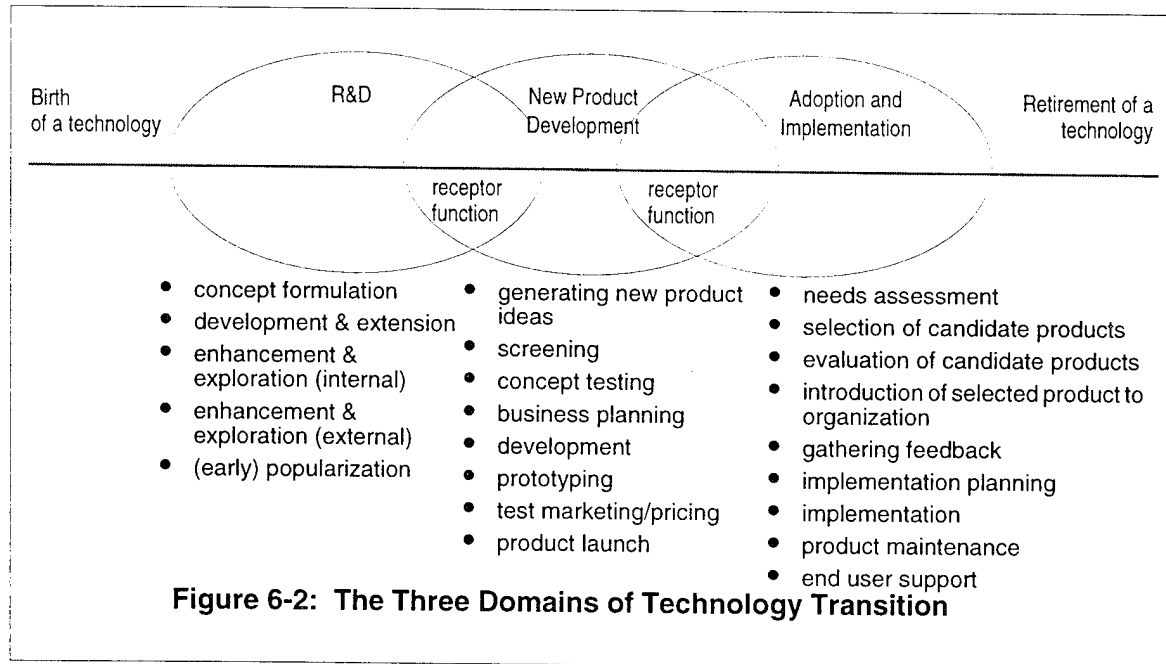 Birth
of a technology
R&D
New Product
Development
Adoption and
Implementation
Retirement of a
technology
receptor
function
receptor
function
• concept formulation
• development & extension
• enhancement &
exploration (internal)
• enhancement &
exploration (external)
• (early) popularization
• generating new product
ideas
• screening
• concept testing
• business planning
• development
• prototyping
• test marketing/pricing
• product launch
• needs assessment
• selection of candidate products
• evaluation of candidate products
• introduction of selected product to
organization
• gathering feedback
• implementation planning
• implementation
• product maintenance
• end user support
Figure 6-2: The Three Domains of Technology Transition